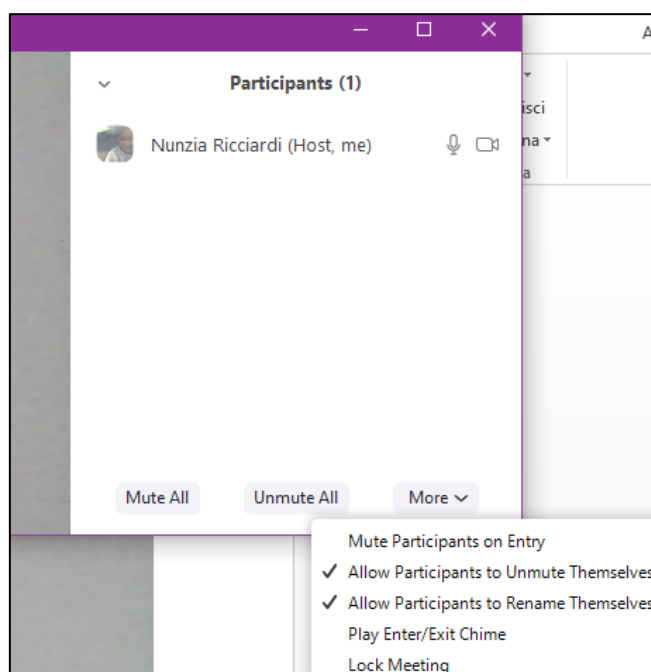 A
Participants (1)
isci
Nunzia Ricciardi (Host, me)
na
a
Mute All
Unmute All
More
Mute Participants on Entry
✓ Allow Participants to Unmute Themselves
✓ Allow Participants to Rename Themselves
Play Enter/Exit Chime
Lock Meeting